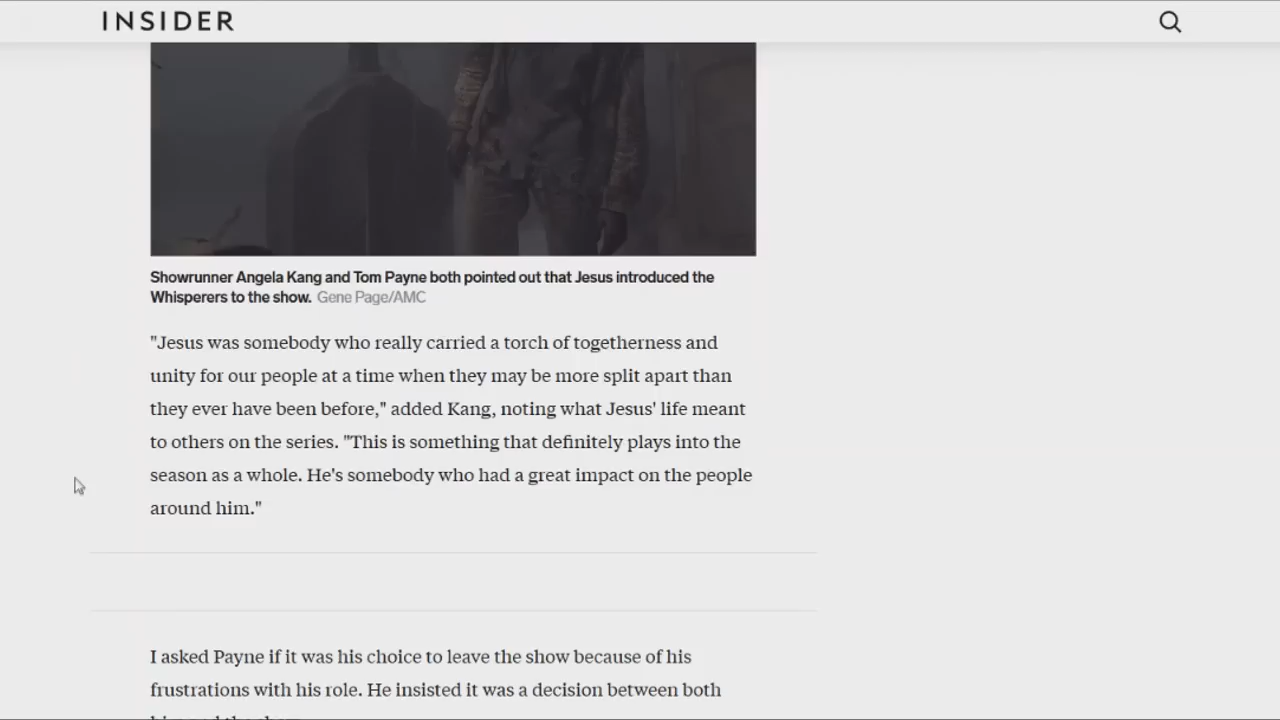 INSIDER
Showrunner Angela Kang and Tom Payne both pointed out that Jesus introduced the
Whisperers to the show. Gene Page/AMC
"Jesus was somebody who really carried a torch of togetherness and
unity for our people at a time when they may be more split apart than
they ever have been before," added Kang, noting what Jesus' life meant
to others on the series. "This is something that definitely plays into the
season as a whole. He's somebody who had a great impact on the people
around him."
I asked Payne if it was his choice to leave the show because of his
frustrations with his role. He insisted it was a decision between both